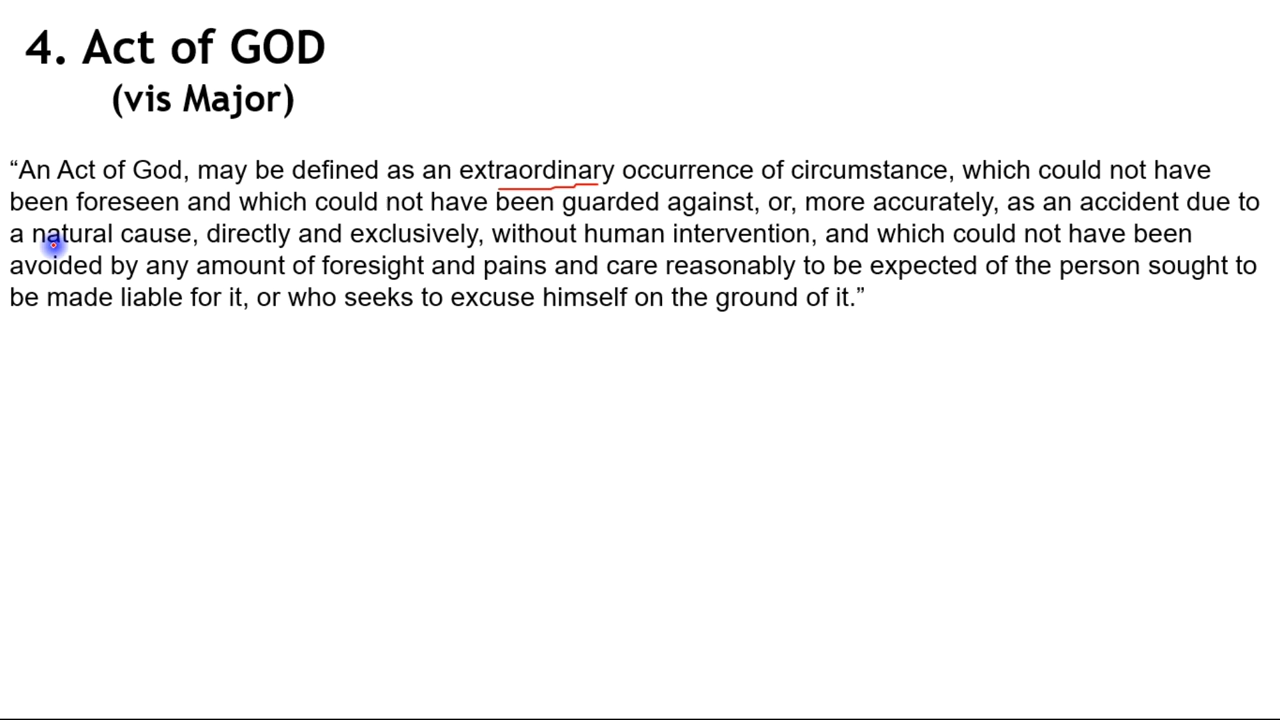 4. Act of GOD
(vis Major)
“An Act of God, may be defined as an extraordinary occurrence of circumstance, which could not have
been foreseen and which could not have been guarded against, or, more accurately, as an accident due to
a natural cause, directly and exclusively, without human intervention, and which could not have been
avoided by any amount of foresight and pains and care reasonably to be expected of the person sought to
be made liable for it, or who seeks to excuse himself on the ground of it.”